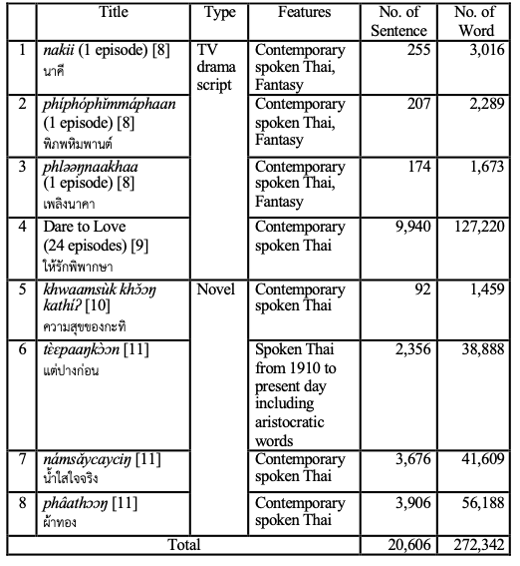 Title Type Features No. of Sentence No. of Word
1 nakii (1 episode) [8] TV Contemporary 255 3,016
นาคี drama spoken Thai,
script Fantasy
2 phíphóphǐmmáphaan Contemporary 207 2,289
(1 episode) [8] spoken Thai,
พิภพหิมพานต์ Fantasy
3 phləəŋnaakhaa Contemporary 174 1,673
(1 episode) [8] spoken Thai,
เพลิงนาคา Fantasy
4 Dare to Love Contemporary 9,940 127,220
(24 episodes) [9] spoken Thai
ให้รักพิพากษา
5 khwaamsùk khɔ̌ɔŋ Novel Contemporary 92 1,459
kathíʔ [10] spoken Thai
ความสุขของกะทิ
6 tɛ̀ɛpaaŋkɔ̀ɔn [11] Spoken Thai 2,356 38,888
แต่ปางก่อน from 1910 to
present day
including
aristocratic
words
7 námsǎycayciŋ [11] Contemporary 3,676 41,609
น้ำใสใจจริง spoken Thai
8 phâathɔɔŋ [11] Contemporary 3,906 56,188
ผ้าทอง spoken Thai
Total 20,606 272,342